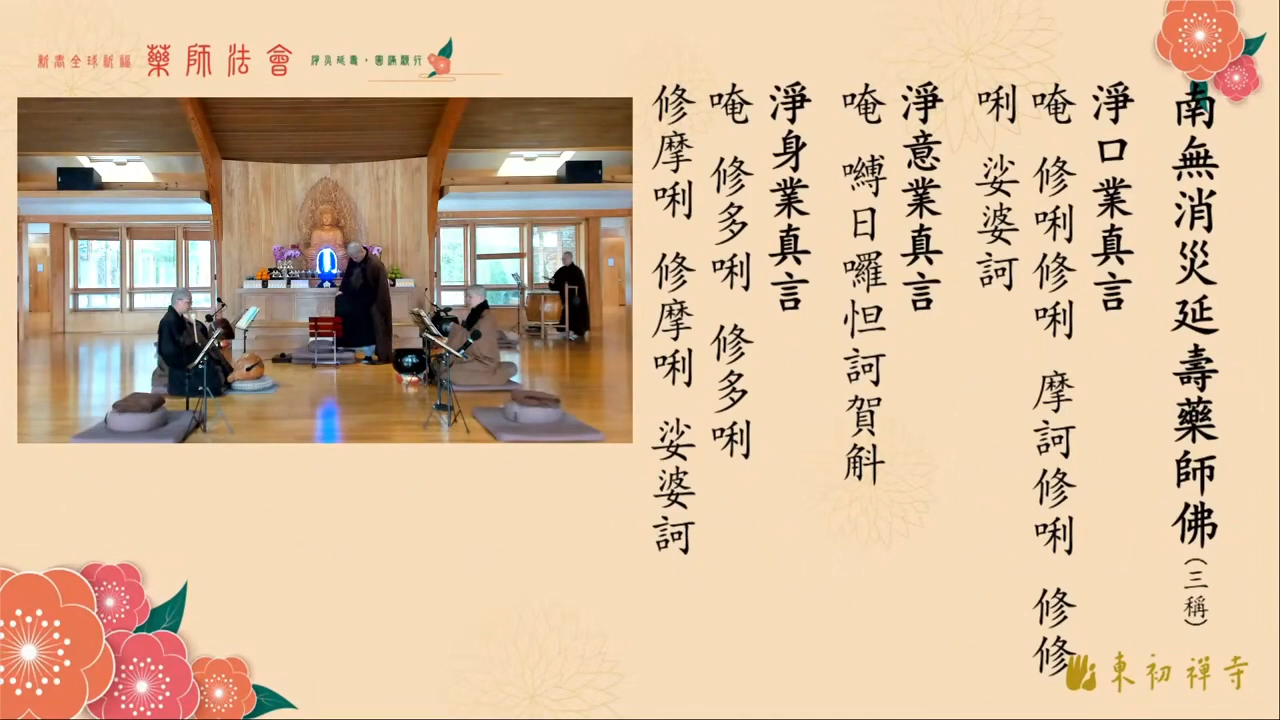 新春全球祈福 藥師法會 淨災延壽，圓滿願行
南無消災延壽藥師佛（三稱）
淨口業真言
唵 修唎修唎 摩訶修唎 修修
唎 娑婆訶
淨意業真言
唵 嚩日囉怛訶賀斛
淨身業真言
唵 修多唎 修多唎
修摩唎 修摩唎 娑婆訶
東初禪寺